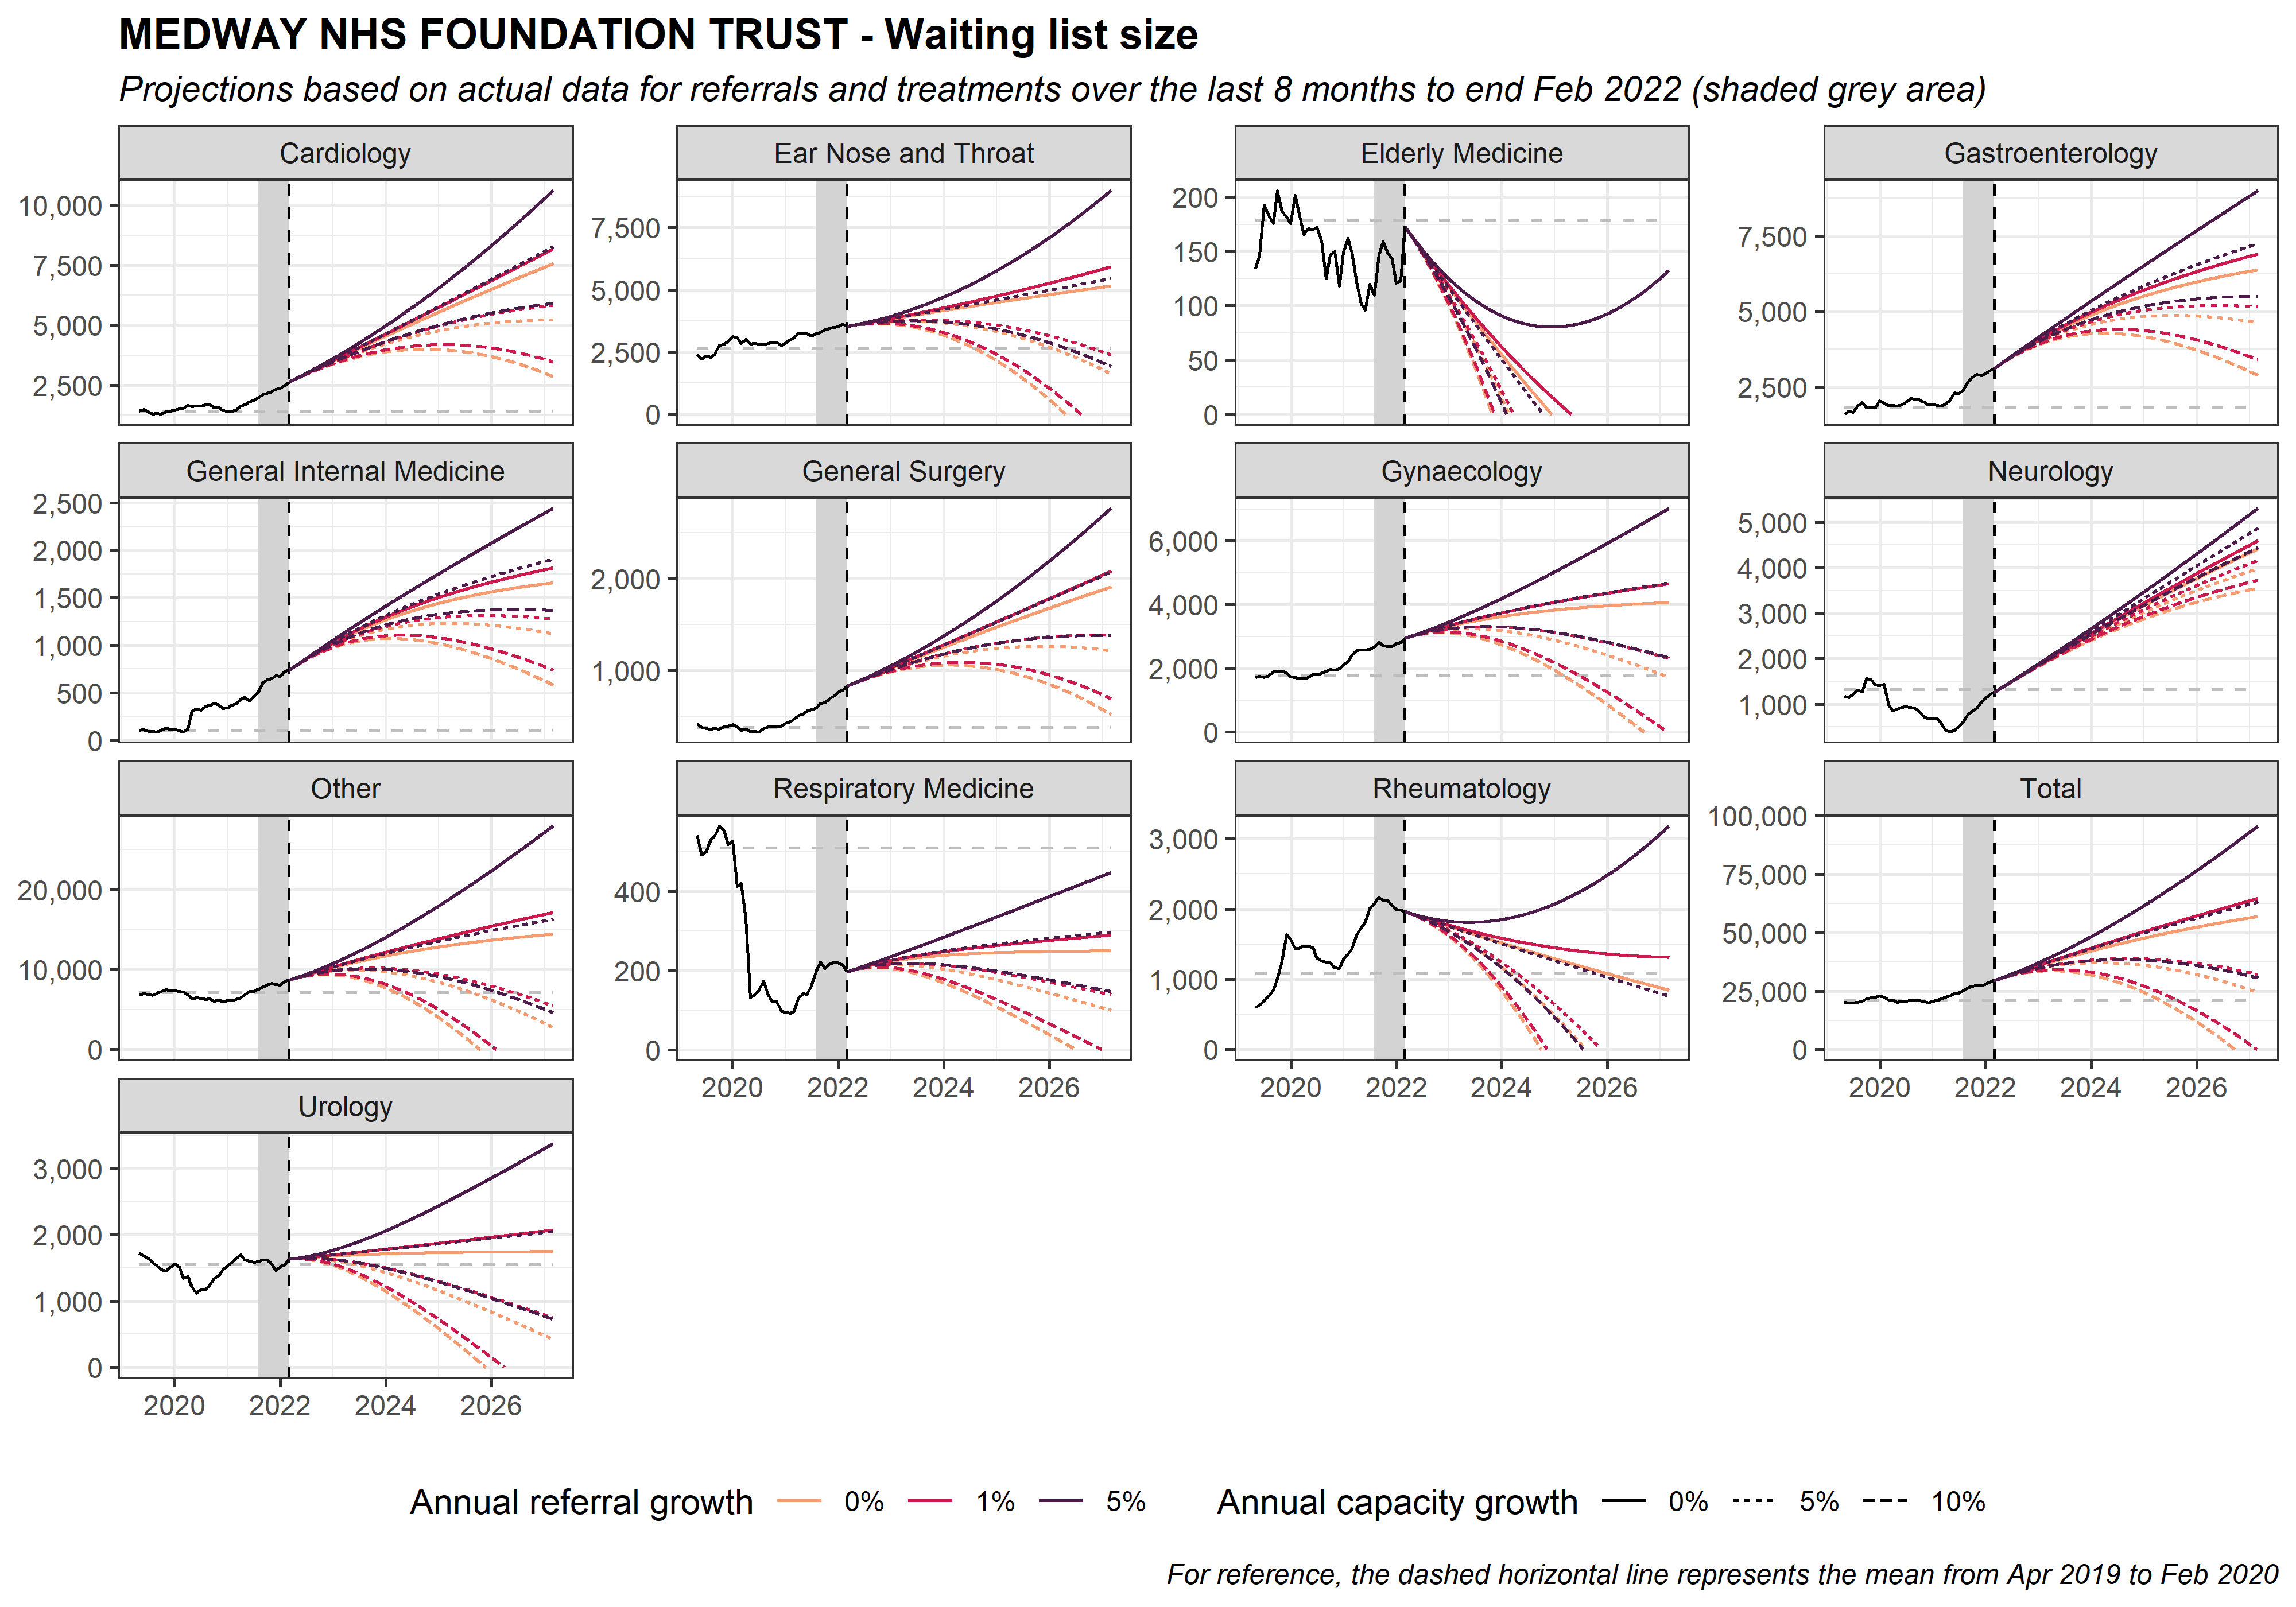 MEDWAY NHS FOUNDATION TRUST - Waiting list size
Projections based on actual data for referrals and treatments over the last 8 months to end Feb 2022 (shaded grey area)
Cardiology
10,000
7,500
5,000
2,500
Ear Nose and Throat
7,500
5,000
2,500
0
Elderly Medicine
200
150
100
50
0
Gastroenterology
7,500
5,000
2,500
General Internal Medicine
2,500
2,000
1,500
1,000
500
0
General Surgery
2,000
1,000
Gynaecology
6,000
4,000
2,000
0
Neurology
5,000
4,000
3,000
2,000
1,000
Other
20,000
10,000
0
Respiratory Medicine
400
200
0
2020 2022 2024 2026
Rheumatology
3,000
2,000
1,000
0
2020 2022 2024 2026
Total
100,000
75,000
50,000
25,000
0
2020 2022 2024 2026
Urology
3,000
2,000
1,000
0
2020 2022 2024 2026
Annual referral growth 0% 1% 5% Annual capacity growth 0% 5% 10%
For reference, the dashed horizontal line represents the mean from Apr 2019 to Feb 2020